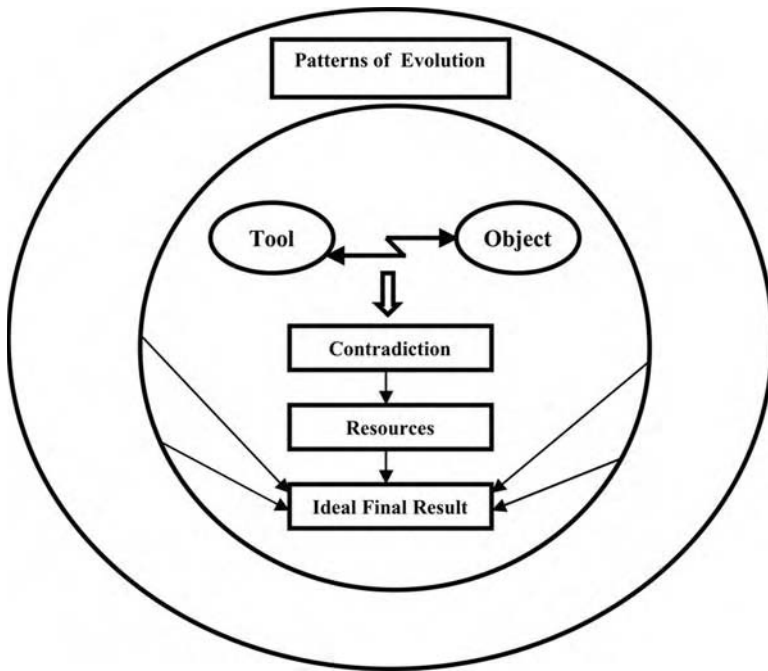 Patterns of Evolution
Tool
Object
Contradiction
Resources
Ideal Final Result